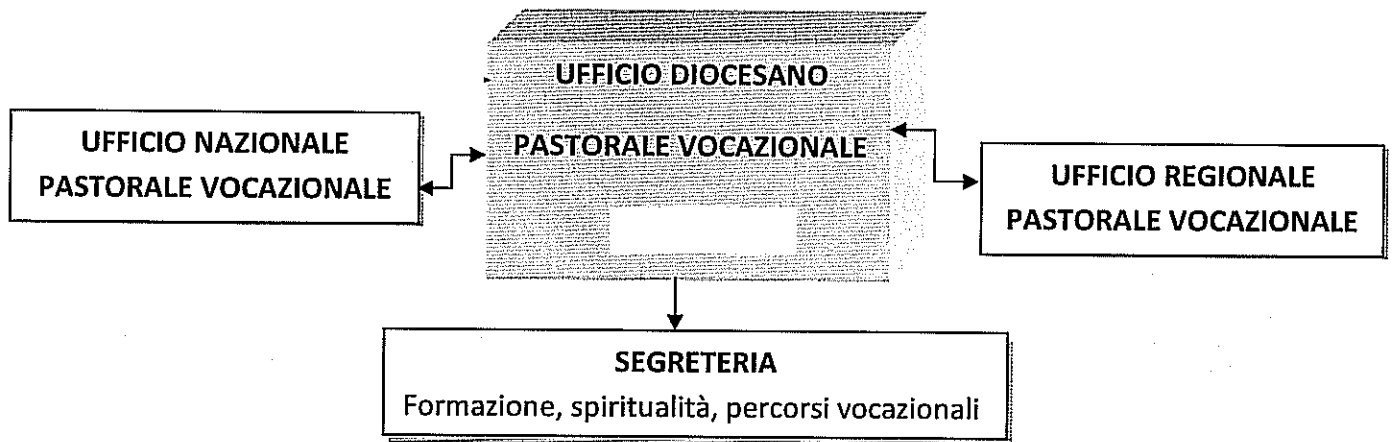 UFFICIO DIOCESANO
PASTORALE VOCAZIONALE
UFFICIO NAZIONALE
PASTORALE VOCAZIONALE
UFFICIO REGIONALE
PASTORALE VOCAZIONALE
SEGRETERIA
Formazione, spiritualità, percorsi vocazionali